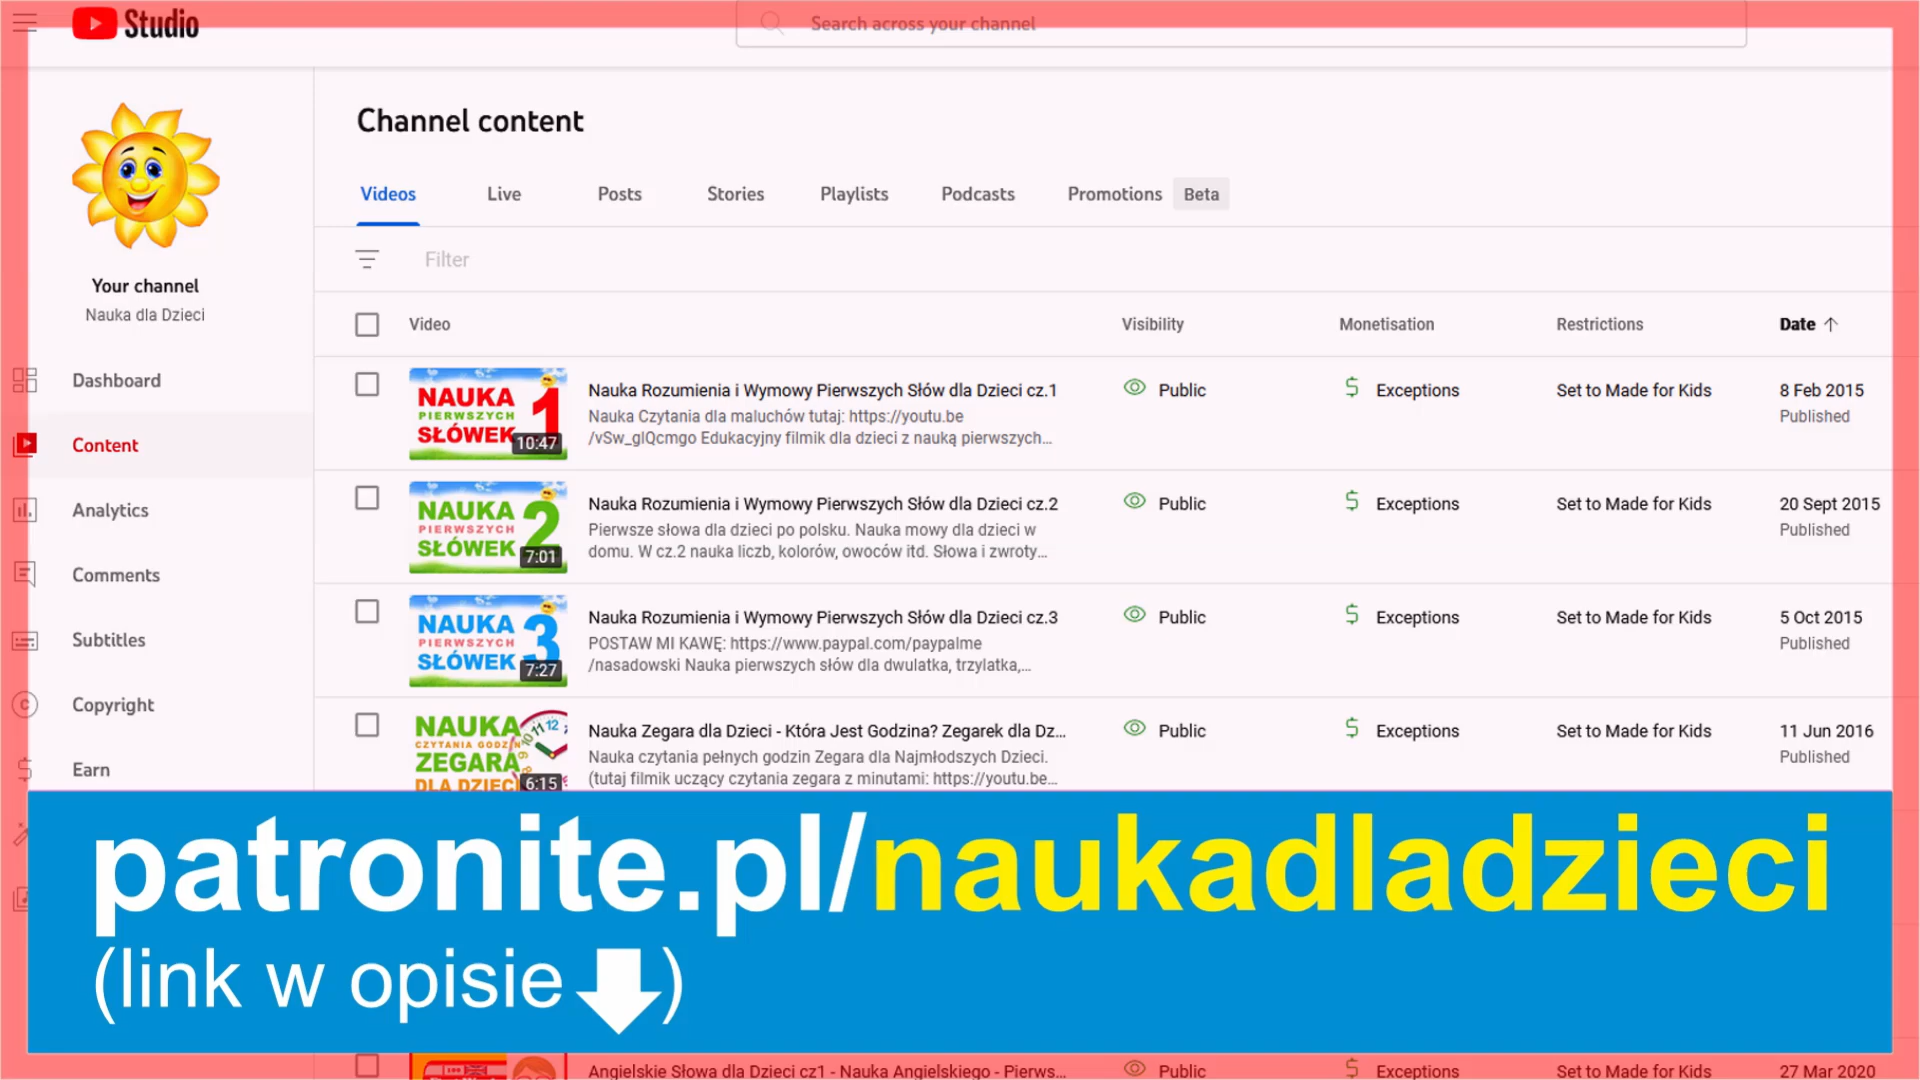 Studio
Search across your channel
Channel content
Videos Live Posts Stories Playlists Podcasts Promotions Beta
Filter
Your channel
Nauka dla Dzieci
Dashboard
Content
Analytics
Comments
Subtitles
Copyright
Earn
Video Visibility Monetisation Restrictions Date ↑
NAUKA
PIERWSZYCH
SŁÓWEK
1
10:47
Nauka Rozumienia i Wymowy Pierwszych Słów dla Dzieci cz.1
Nauka Czytania dla maluchów tutaj: https://youtu.be
/vSw_glQcmgo Edukacyjny filmik dla dzieci z nauką pierwszych...
Public Exceptions Set to Made for Kids 8 Feb 2015
Published
NAUKA
PIERWSZYCH
SŁÓWEK
2
7:01
Nauka Rozumienia i Wymowy Pierwszych Słów dla Dzieci cz.2
Pierwsze słowa dla dzieci po polsku. Nauka mowy dla dzieci w
domu. W cz.2 nauka liczb, kolorów, owoców itd. Słowa i zwroty...
Public Exceptions Set to Made for Kids 20 Sept 2015
Published
NAUKA
PIERWSZYCH
SŁÓWEK
3
7:27
Nauka Rozumienia i Wymowy Pierwszych Słów dla Dzieci cz.3
POSTAW MI KAWĘ: https://www.paypal.com/paypalme
/nasadowski Nauka pierwszych słów dla dwulatka, trzylatka,...
Public Exceptions Set to Made for Kids 5 Oct 2015
Published
NAUKA
CZYTANIA GODZIN
ZEGARA
DLA DZIECI
6:15
Nauka Zegara dla Dzieci - Która Jest Godzina? Zegarek dla Dz...
Nauka czytania pełnych godzin Zegara dla Najmłodszych Dzieci.
(tutaj filmik uczący czytania zegara z minutami: https://youtu.be...
Public Exceptions Set to Made for Kids 11 Jun 2016
Published
patronite.pl/naukadladzieci
(link w opisie)
Angielskie Słowa dla Dzieci cz1 - Nauka Angielskiego - Pierws...
Public Exceptions Set to Made for Kids 27 Mar 2020